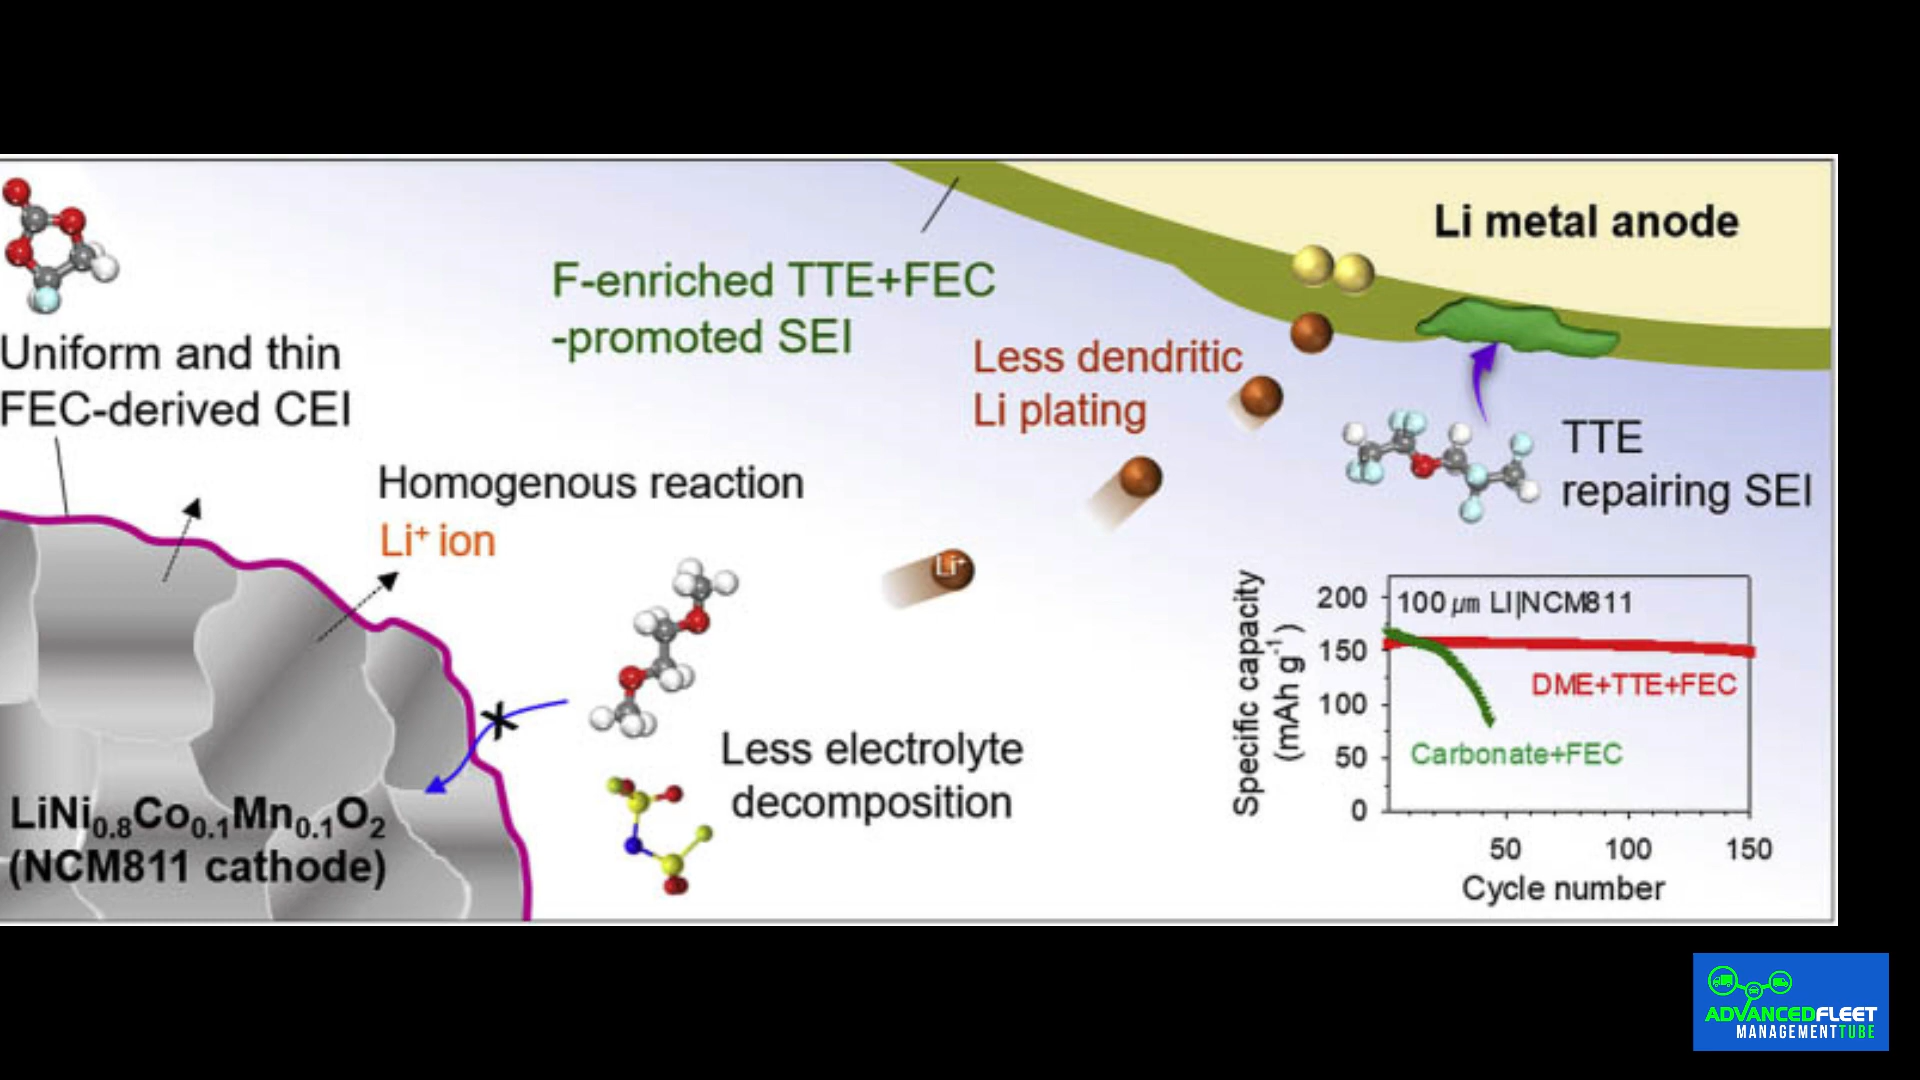 Li metal anode
F-enriched TTE+FEC
-promoted SEI
Uniform and thin
FEC-derived CEI
Less dendritic
Li plating
TTE
repairing SEI
Homogenous reaction
Li⁺ ion
Li⁺
Less electrolyte
decomposition
LiNi₀.₈Co₀.₁Mn₀.₁O₂
(NCM811 cathode)
Specific capacity
(mAh g⁻¹)
200
150
100
50
0
100 µm LI|NCM811
DME+TTE+FEC
Carbonate+FEC
50 100 150
Cycle number
ADVANCEDFLEET
MANAGEMENTTUBE